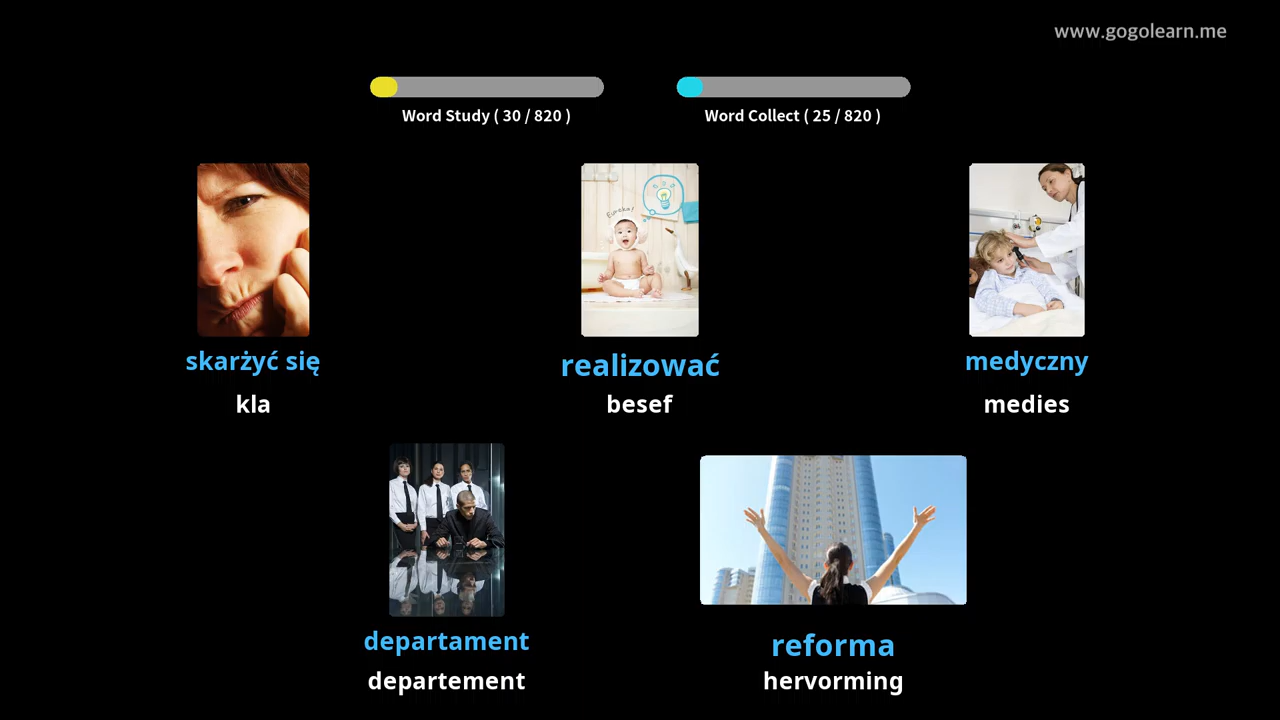 www.gogolearn.me
Word Study ( 30 / 820 )
Word Collect ( 25 / 820 )
Eureka!
skarżyć się
realizować
medyczny
kla
besef
medies
departament
reforma
departement
hervorming